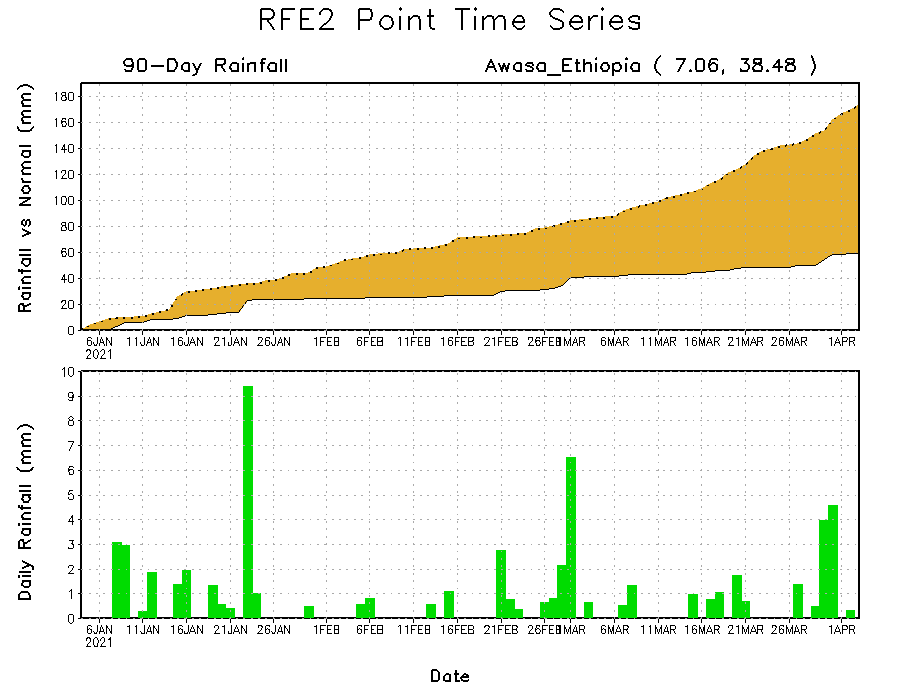 RFE2 Point Time Series
90-Day Rainfall
Awasa_Ethiopia ( 7.06, 38.48 )
Rainfall vs Normal (mm)
180
160
140
120
100
80
60
40
20
0
6JAN 11JAN 16JAN 21JAN 26JAN 1FEB 6FEB 11FEB 16FEB 21FEB 26FEB 1MAR 6MAR 11MAR 16MAR 21MAR 26MAR 1APR
2021
Daily Rainfall (mm)
10
9
8
7
6
5
4
3
2
1
0
6JAN 11JAN 16JAN 21JAN 26JAN 1FEB 6FEB 11FEB 16FEB 21FEB 26FEB 1MAR 6MAR 11MAR 16MAR 21MAR 26MAR 1APR
2021
Date